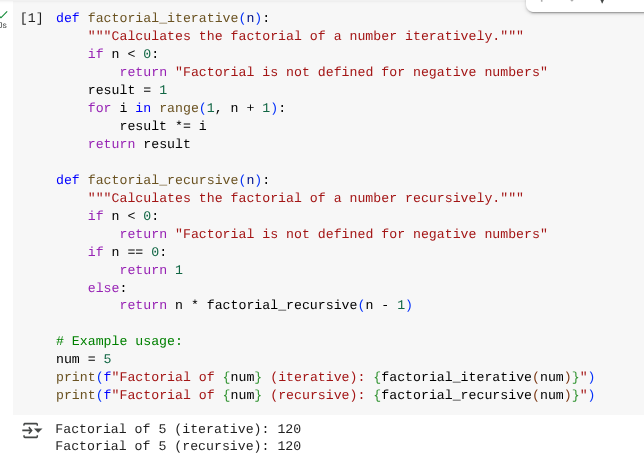 [1] def factorial_iterative(n):
    """Calculates the factorial of a number iteratively."""
    if n < 0:
        return "Factorial is not defined for negative numbers"
    result = 1
    for i in range(1, n + 1):
        result *= i
    return result

def factorial_recursive(n):
    """Calculates the factorial of a number recursively."""
    if n < 0:
        return "Factorial is not defined for negative numbers"
    if n == 0:
        return 1
    else:
        return n * factorial_recursive(n - 1)

# Example usage:
num = 5
print(f"Factorial of {num} (iterative): {factorial_iterative(num)}")
print(f"Factorial of {num} (recursive): {factorial_recursive(num)}")
Factorial of 5 (iterative): 120
Factorial of 5 (recursive): 120